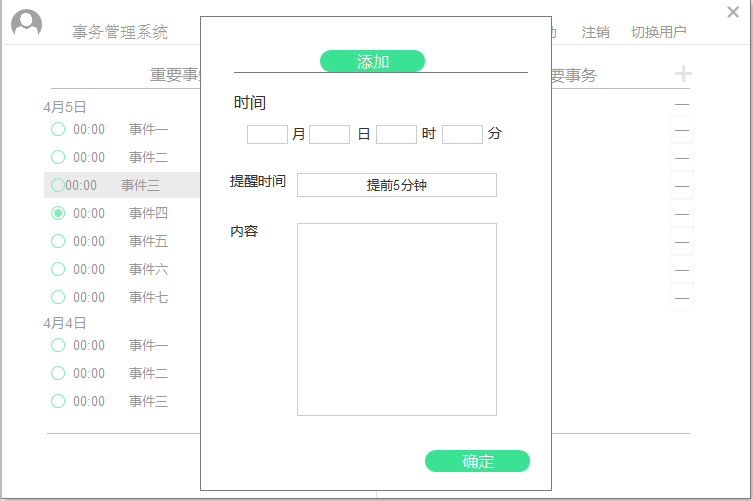 事务管理系统
注销
切换用户
重要事务
要事务
添加
时间
月 日 时 分
提醒时间 提前5分钟
内容
确定
4月5日
00:00 事件一
00:00 事件二
00:00 事件三
00:00 事件四
00:00 事件五
00:00 事件六
00:00 事件七
4月4日
00:00 事件一
00:00 事件二
00:00 事件三